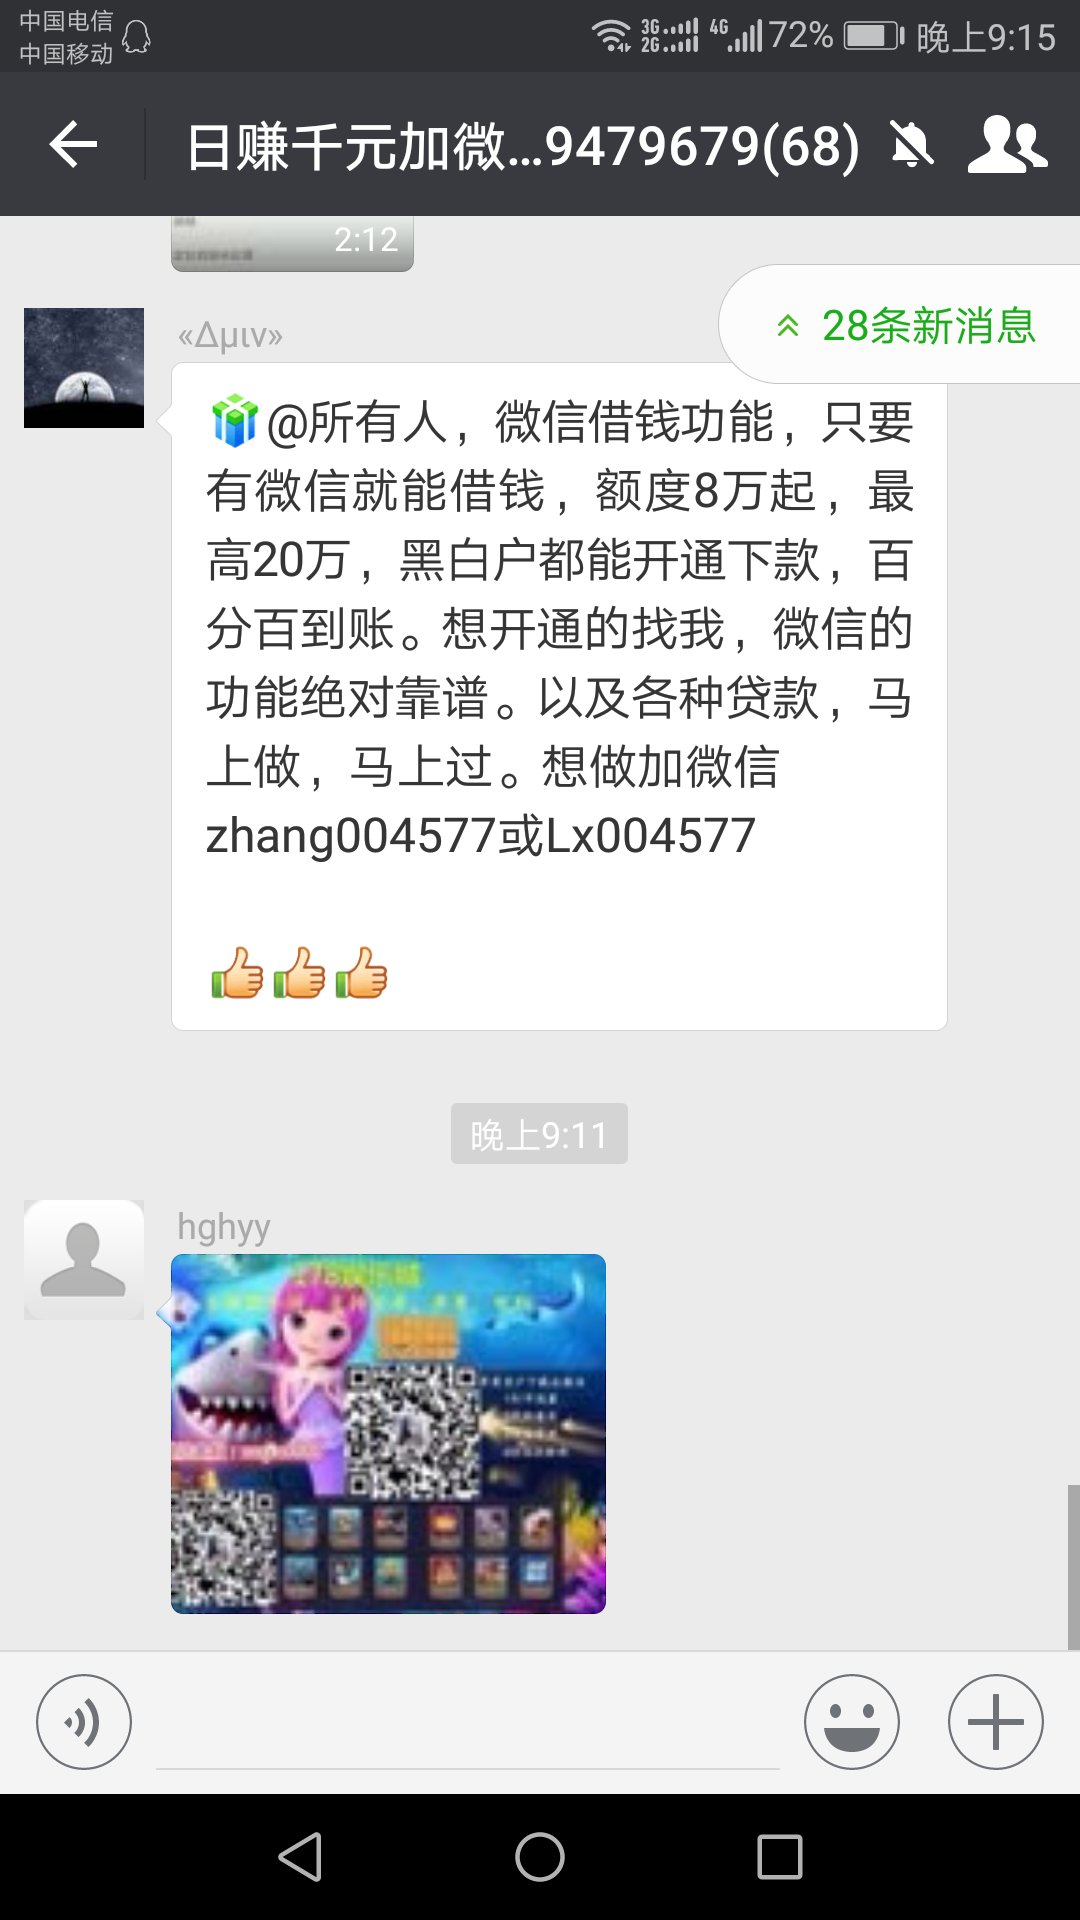 中国电信
中国移动
3G
2G
4G
72%
晚上9:15
日赚千元加微...9479679(68)
2:12
28条新消息
«Δμιν»
@所有人，微信借钱功能，只要
有微信就能借钱，额度8万起，最
高20万，黑白户都能开通下款，百
分百到账。想开通的找我，微信的
功能绝对靠谱。以及各种贷款，马
上做，马上过。想做加微信
zhang004577或Lx004577
晚上9:11
hghyy